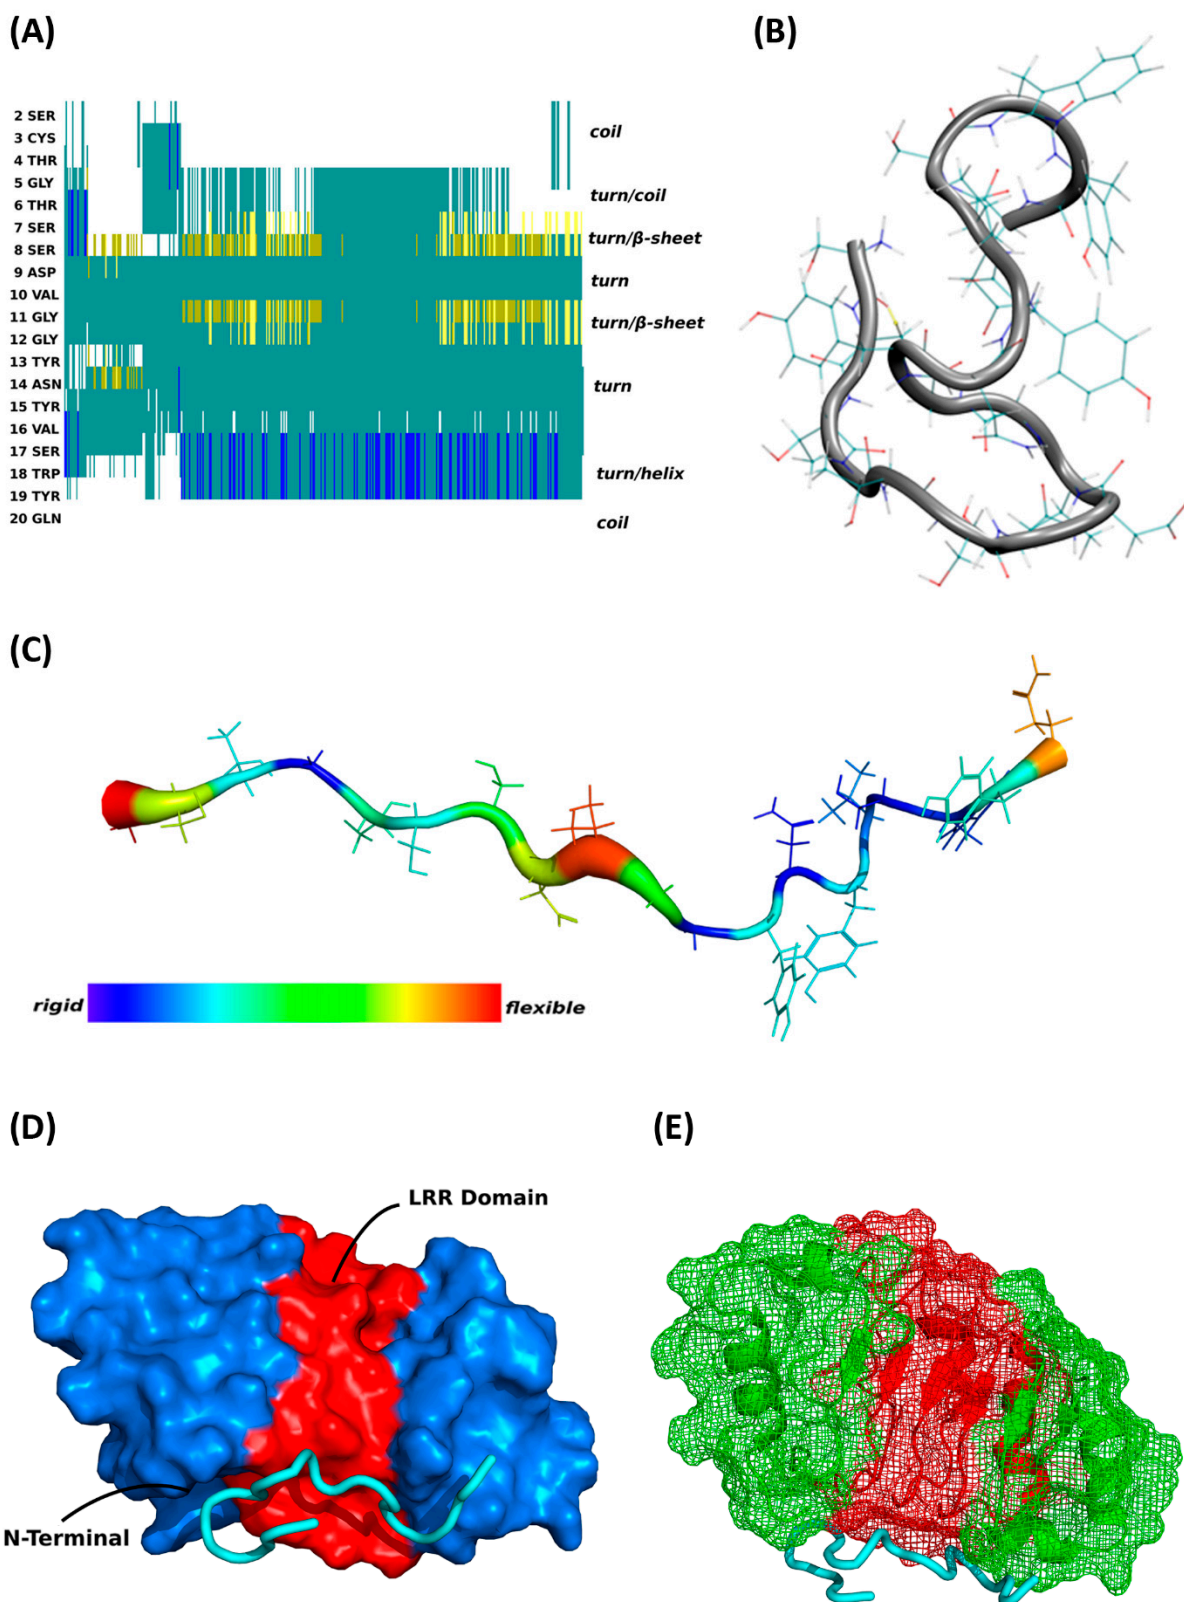 (A)
(B)
2 SER
3 CYS
4 THR
5 GLY
6 THR
7 SER
8 SER
9 ASP
10 VAL
11 GLY
12 GLY
13 TYR
14 ASN
15 TYR
16 VAL
17 SER
18 TRP
19 TYR
20 GLN
coil
turn/coil
turn/β-sheet
turn
turn/β-sheet
turn
turn/helix
coil
(C)
rigid
flexible
(D)
(E)
LRR Domain
N-Terminal